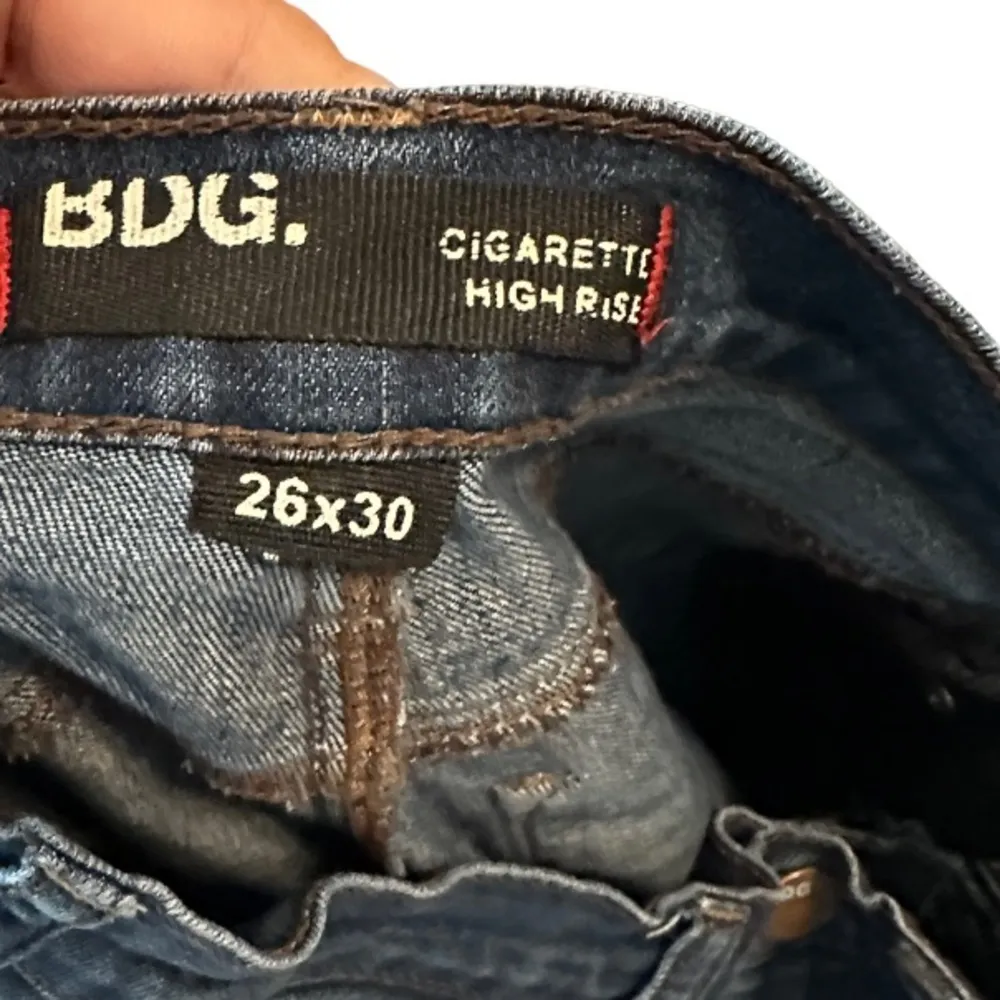 BDG.
CiGARETTE
HIGH RiSE
26x30